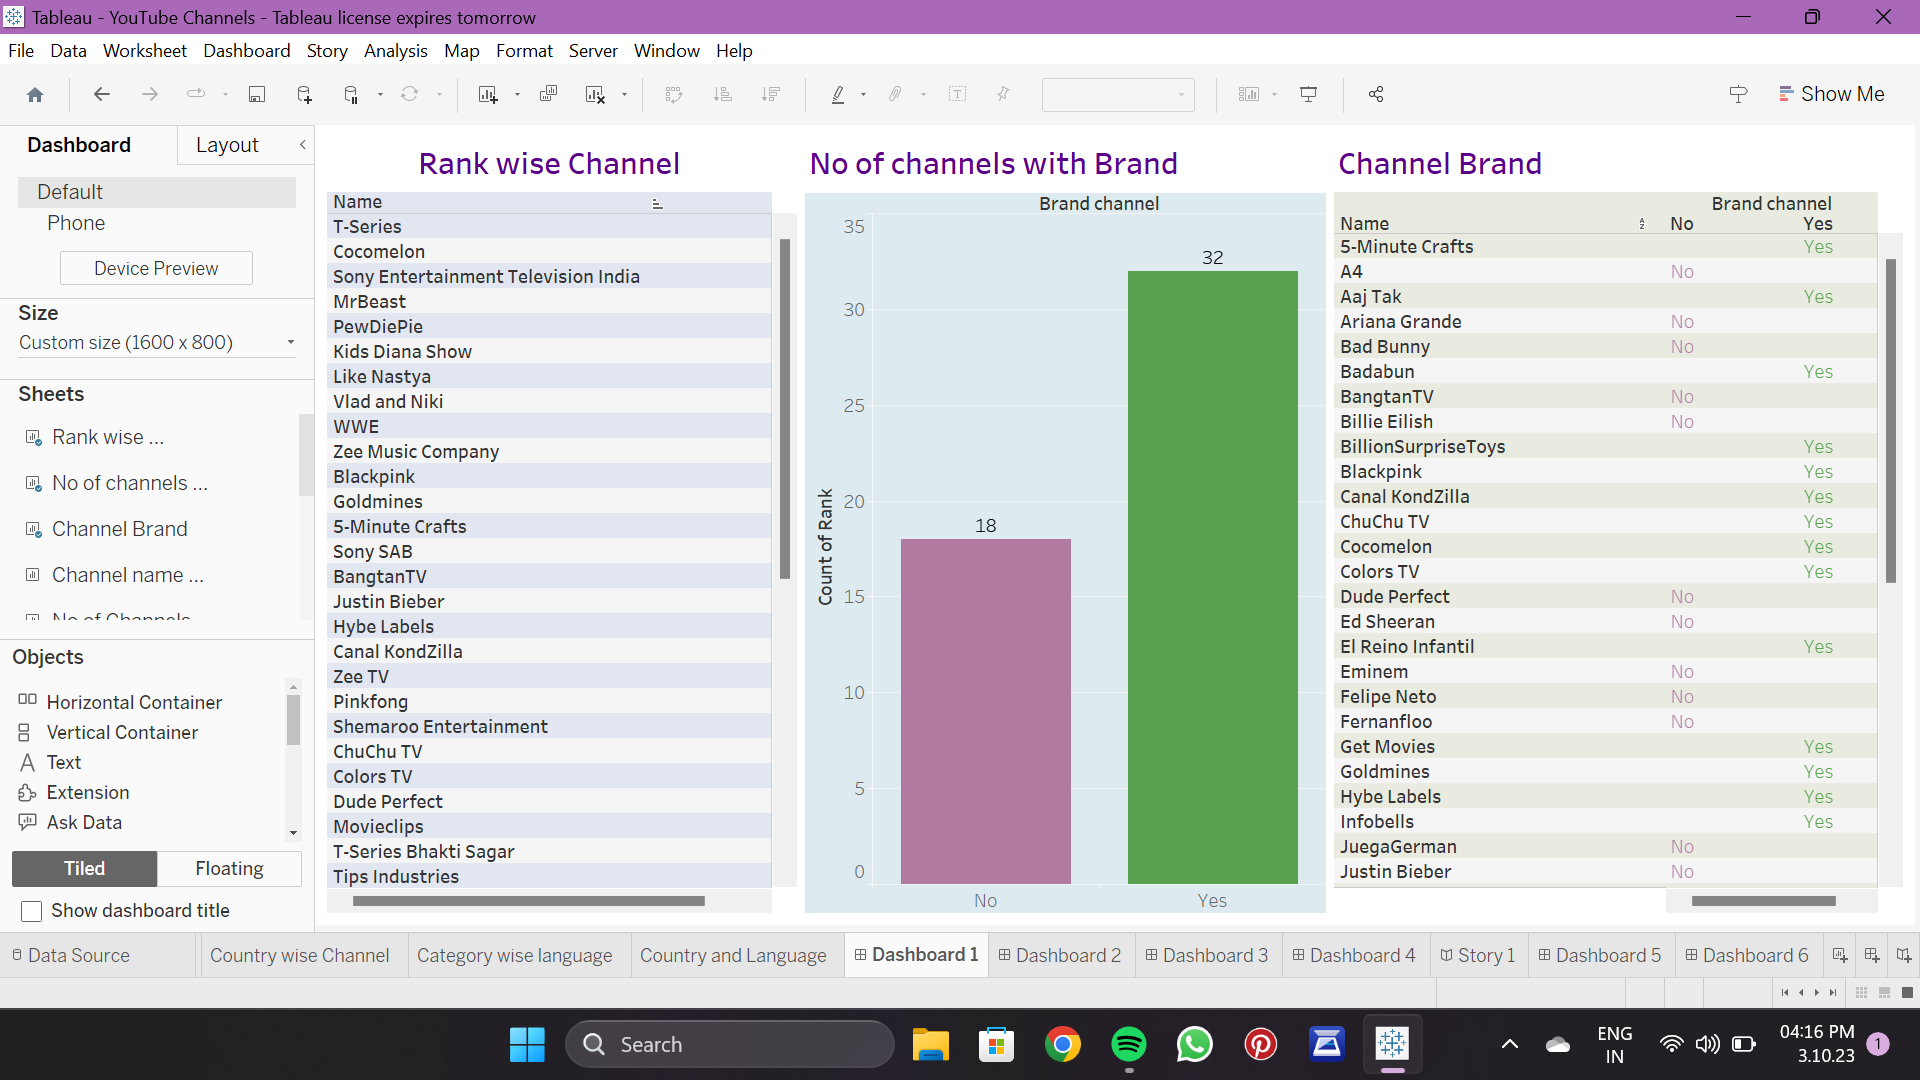 Tableau - YouTube Channels - Tableau license expires tomorrow
File Data Worksheet Dashboard Story Analysis Map Format Server Window Help
Show Me
Dashboard Layout
Default
Phone
Device Preview
Size
Custom size (1600 x 800)
Sheets
Rank wise ...
No of channels ...
Channel Brand
Channel name ...
No of Channels
Objects
Horizontal Container
Vertical Container
Text
Extension
Ask Data
Tiled Floating
Show dashboard title
Rank wise Channel
Name
T-Series
Cocomelon
Sony Entertainment Television India
MrBeast
PewDiePie
Kids Diana Show
Like Nastya
Vlad and Niki
WWE
Zee Music Company
Blackpink
Goldmines
5-Minute Crafts
Sony SAB
BangtanTV
Justin Bieber
Hybe Labels
Canal KondZilla
Zee TV
Pinkfong
Shemaroo Entertainment
ChuChu TV
Colors TV
Dude Perfect
Movieclips
T-Series Bhakti Sagar
Tips Industries
No of channels with Brand
Brand channel
35
30
25
20
15
10
5
0
Count of Rank
18
32
No Yes
Channel Brand
Brand channel
Name No Yes
5-Minute Crafts Yes
A4 No
Aaj Tak Yes
Ariana Grande No
Bad Bunny No
Badabun Yes
BangtanTV No
Billie Eilish No
BillionSurpriseToys Yes
Blackpink Yes
Canal KondZilla Yes
ChuChu TV Yes
Cocomelon Yes
Colors TV Yes
Dude Perfect No
Ed Sheeran No
El Reino Infantil Yes
Eminem No
Felipe Neto No
Fernanfloo No
Get Movies Yes
Goldmines Yes
Hybe Labels Yes
Infobells Yes
JuegaGerman No
Justin Bieber No
Data Source Country wise Channel Category wise language Country and Language Dashboard 1 Dashboard 2 Dashboard 3 Dashboard 4 Story 1 Dashboard 5 Dashboard 6
Search
ENG
IN
04:16 PM
3.10.23
1